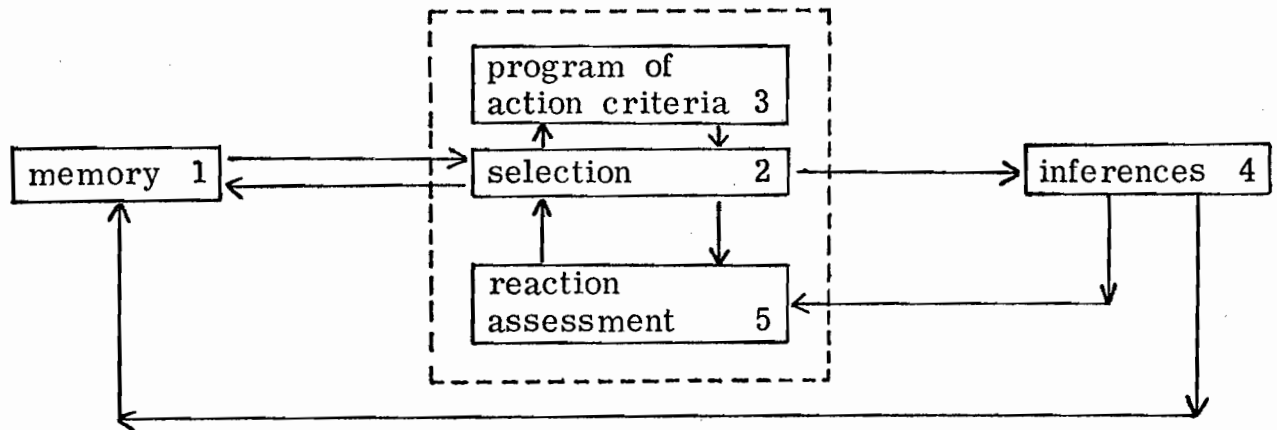 program of
action criteria 3
memory 1
selection 2
inferences 4
reaction
assessment 5